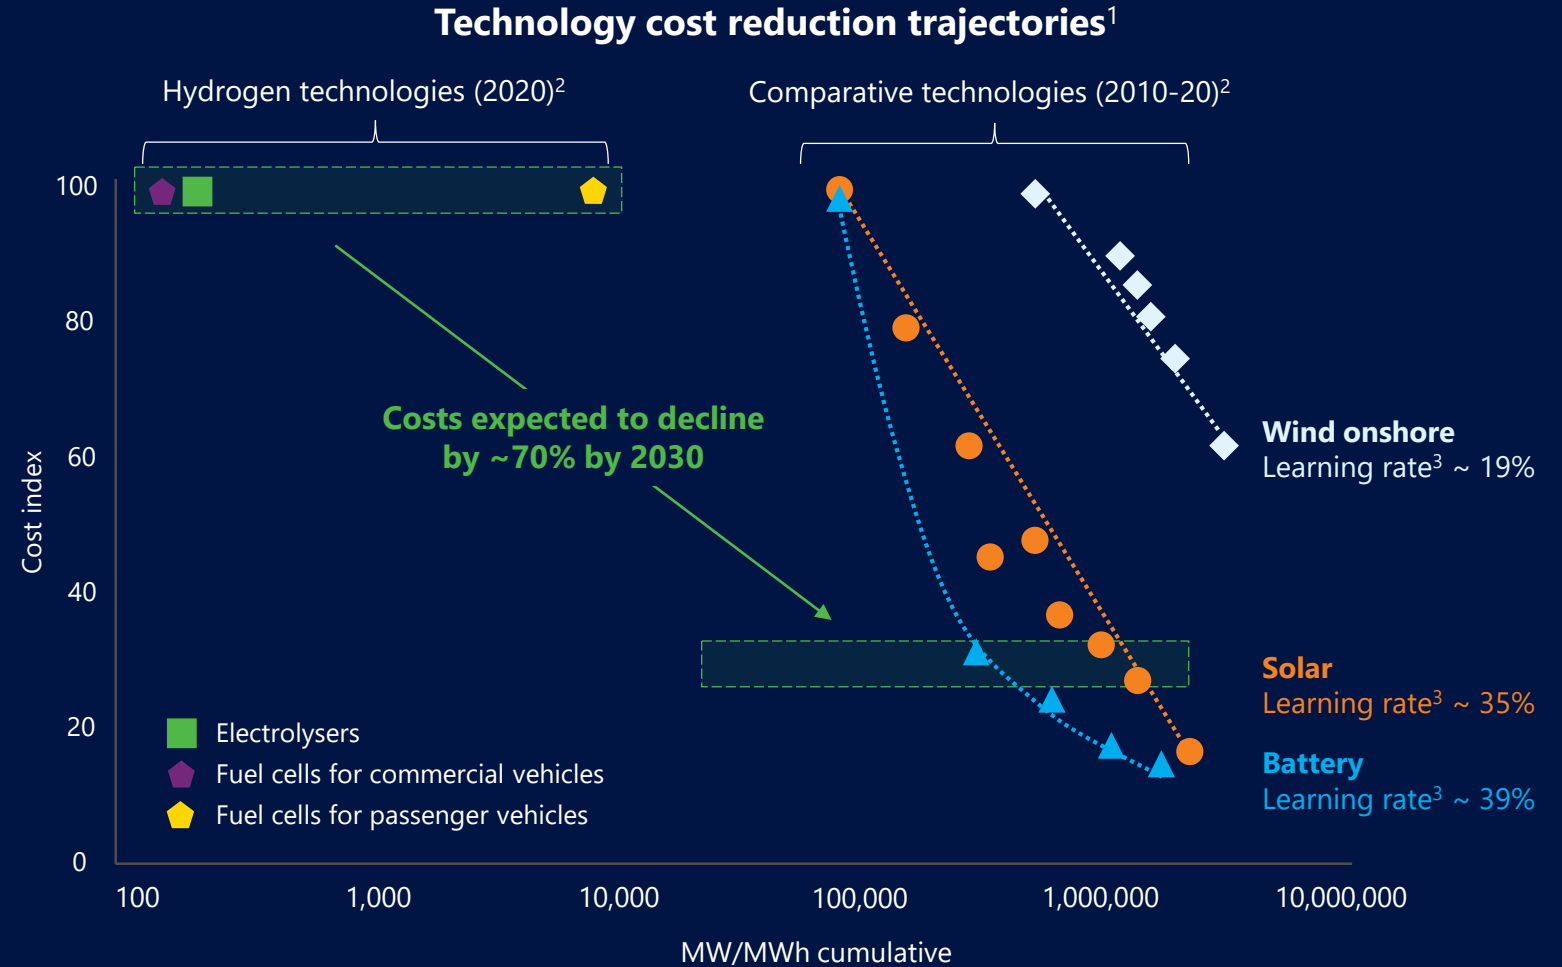 Technology cost reduction trajectories¹
Hydrogen technologies (2020)²
Comparative technologies (2010-20)²
100
80
60
40
20
0
Cost index
Costs expected to decline
by ~70% by 2030
Wind onshore
Learning rate³ ~ 19%
Solar
Learning rate³ ~ 35%
Battery
Learning rate³ ~ 39%
Electrolysers
Fuel cells for commercial vehicles
Fuel cells for passenger vehicles
100 1,000 10,000 100,000 1,000,000 10,000,000
MW/MWh cumulative